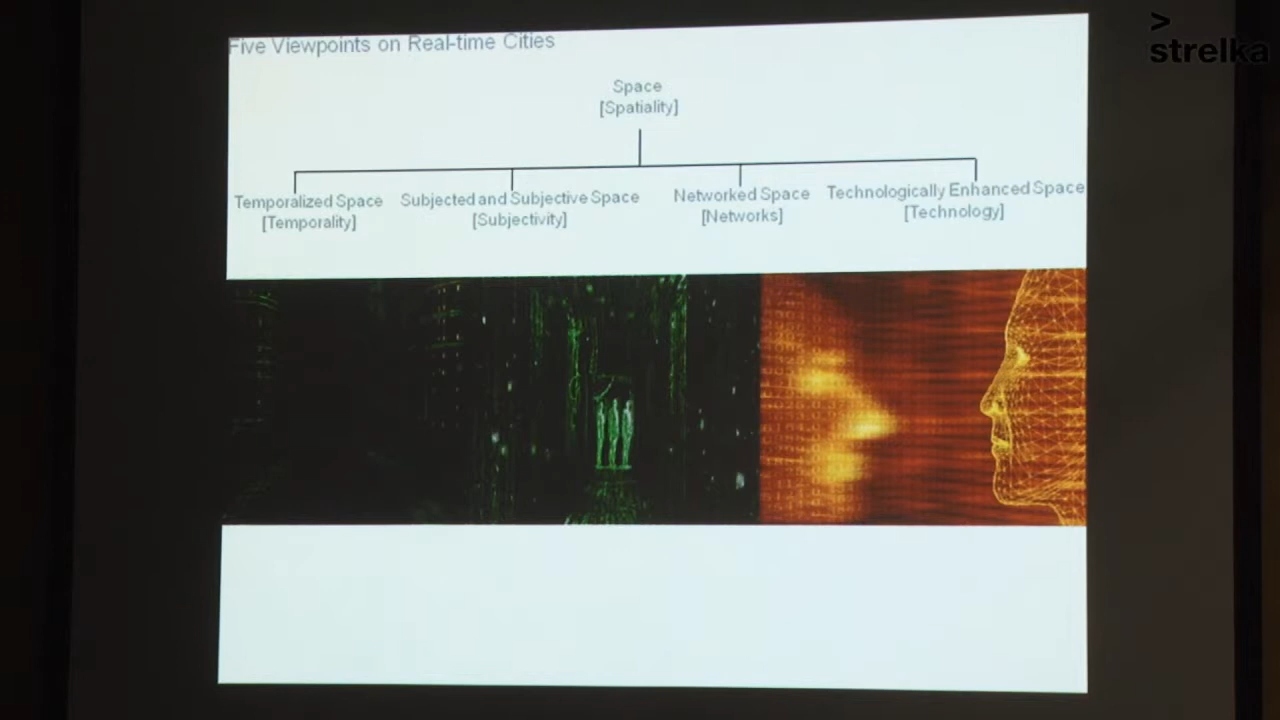 Five Viewpoints on Real-time Cities
>
strelka
Space
[Spatiality]
Temporalized Space
[Temporality]
Subjected and Subjective Space
[Subjectivity]
Networked Space
[Networks]
Technologically Enhanced Space
[Technology]